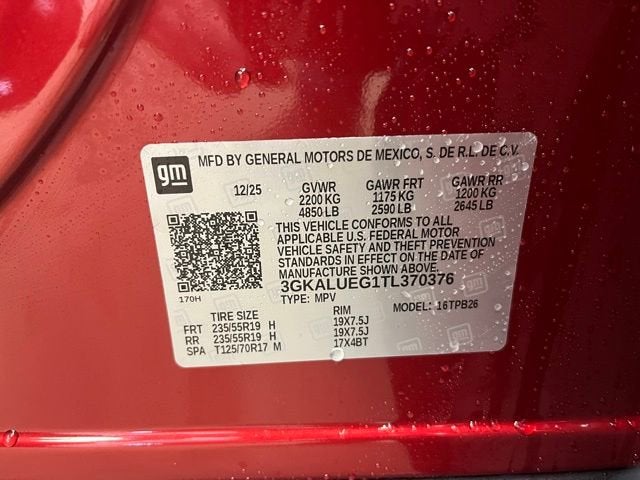 gm
MFD BY GENERAL MOTORS DE MEXICO, S. DE R.L. DE C.V.
12/25 GVWR GAWR FRT GAWR RR
2200 KG 1175 KG 1200 KG
4850 LB 2590 LB 2645 LB
THIS VEHICLE CONFORMS TO ALL
APPLICABLE U.S. FEDERAL MOTOR
VEHICLE SAFETY AND THEFT PREVENTION
STANDARDS IN EFFECT ON THE DATE OF
MANUFACTURE SHOWN ABOVE.
3GKALUEG1TL370376
170H
TYPE: MPV MODEL: 16TPB26
TIRE SIZE RIM
FRT 235/55R19 H 19X7.5J
RR 235/55R19 H 19X7.5J
SPA T125/70R17 M 17X4BT